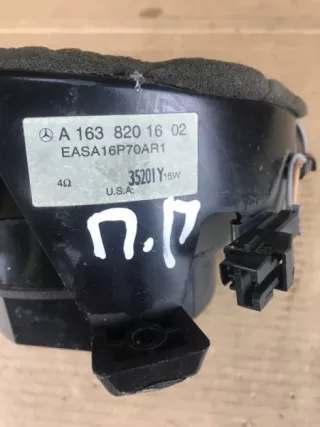 A 163 820 16 02
EASA16P70AR1
4Ω 35201Y 15W
U.S.A.
П.П